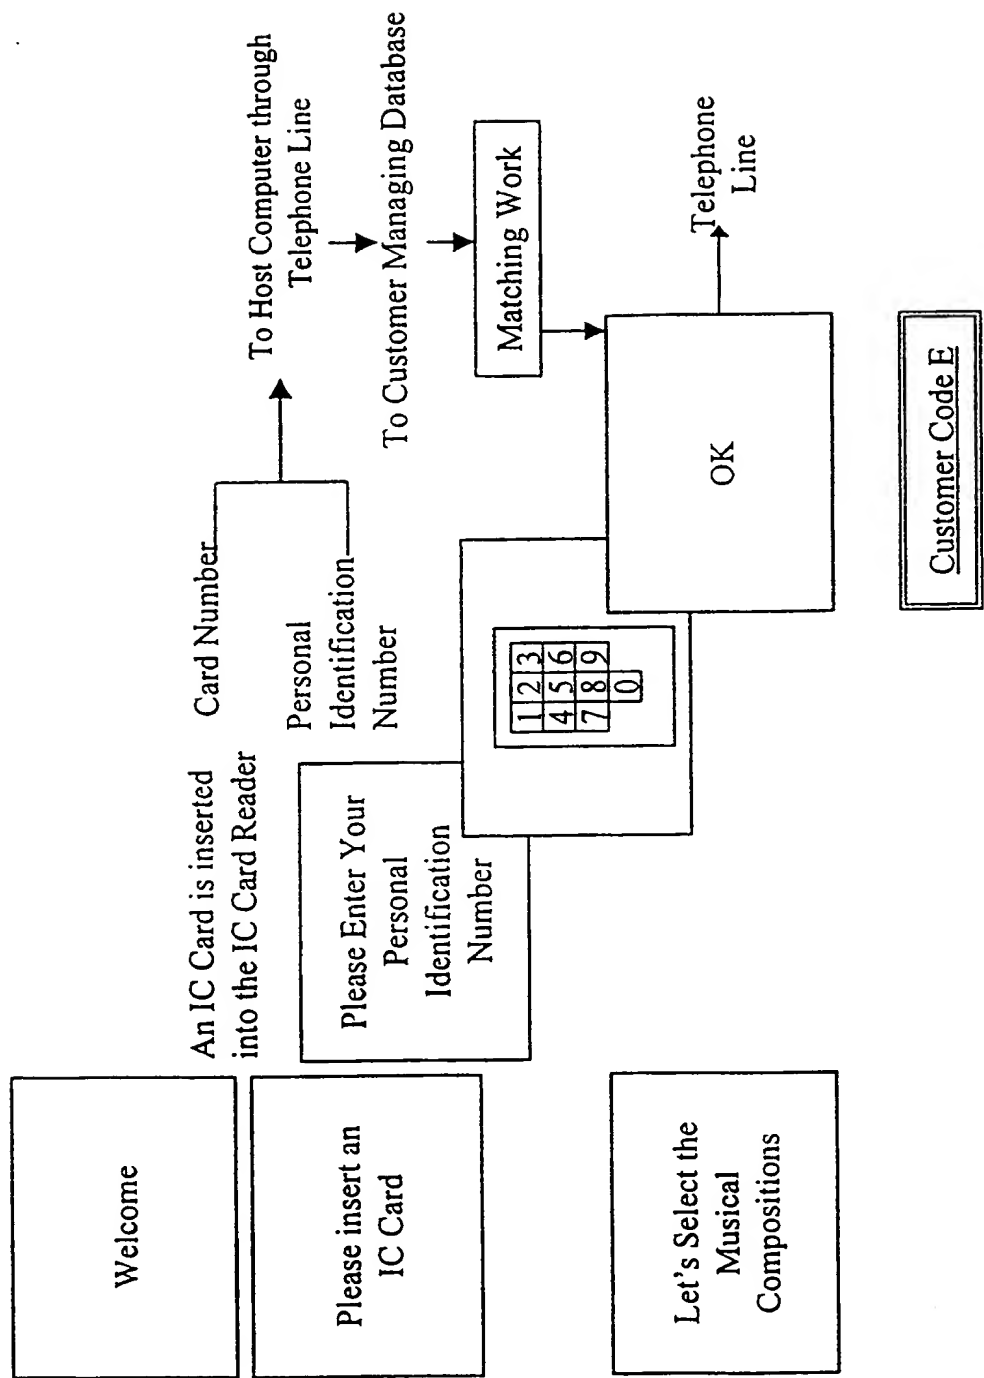 Welcome
Please insert an
IC Card
Let's Select the
Musical
Compositions
An IC Card is inserted
into the IC Card Reader
Please Enter Your
Personal
Identification
Number
Card Number
Personal
Identification
Number
1 2 3
4 5 6
7 8 9
0
To Host Computer through
Telephone Line
To Customer Managing Database
Matching Work
OK
Telephone
Line
Customer Code E